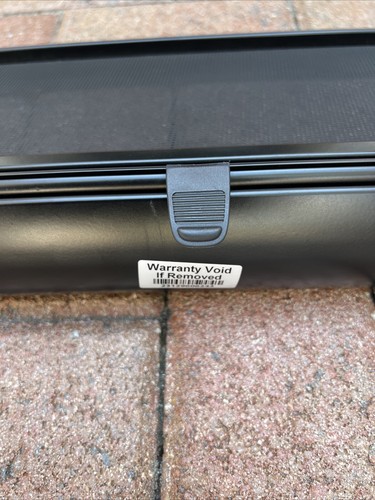 Warranty Void
If Removed